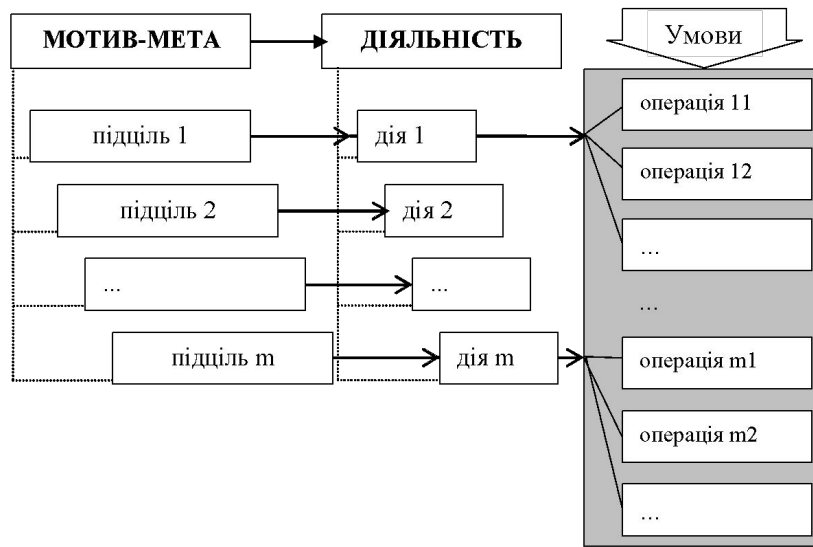 МОТИВ-МЕТА
ДІЯЛЬНІСТЬ
Умови
підціль 1
дія 1
операція 11
операція 12
підціль 2
дія 2
...
...
...
...
підціль m
дія m
операція m1
операція m2
...